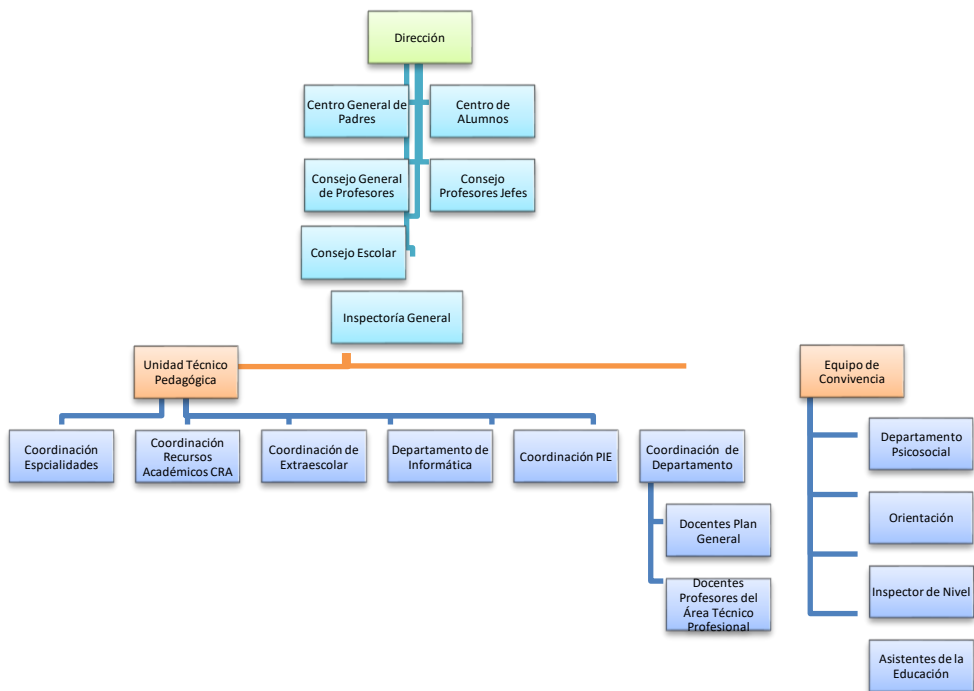 Dirección
Centro General de
Padres
Centro de
ALumnos
Consejo General
de Profesores
Consejo
Profesores Jefes
Consejo Escolar
Inspectoría General
Unidad Técnico
Pedagógica
Equipo de
Convivencia
Coordinación
Espcialidades
Coordinación
Recursos
Académicos CRA
Coordinación de
Extraescolar
Departamento de
Informática
Coordinación PIE
Coordinación de
Departamento
Docentes Plan
General
Docentes
Profesores del
Área Técnico
Profesional
Departamento
Psicosocial
Orientación
Inspector de Nivel
Asistentes de la
Educación